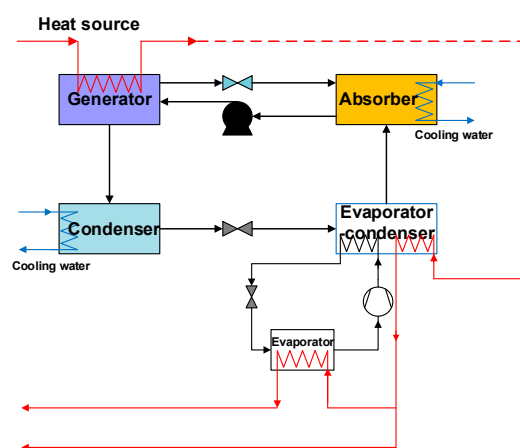 Heat source
Generator
Absorber
Cooling water
Condenser
Evaporator
-condenser
Cooling water
Evaporator